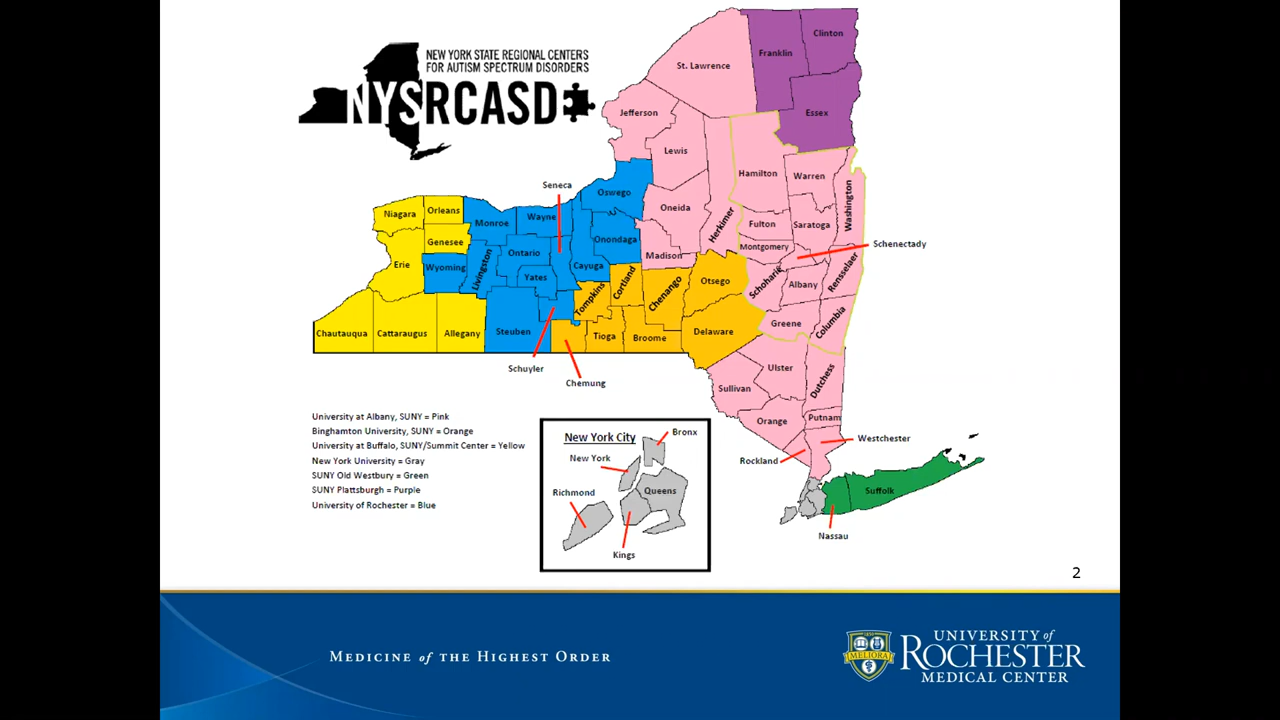 NEW YORK STATE REGIONAL CENTERS
FOR AUTISM SPECTRUM DISORDERS
NYSRCASD
Clinton
Franklin
St. Lawrence
Essex
Jefferson
Lewis
Hamilton
Warren
Washington
Seneca
Oswego
Oneida
Herkimer
Niagara
Orleans
Monroe
Wayne
Fulton
Saratoga
Genesee
Onondaga
Montgomery
Schenectady
Erie
Wyoming
Livingston
Ontario
Cayuga
Madison
Yates
Tompkins
Cortland
Chenango
Otsego
Schoharie
Albany
Rensselaer
Chautauqua
Cattaraugus
Allegany
Steuben
Tioga
Broome
Delaware
Greene
Columbia
Schuyler
Chemung
Ulster
Sullivan
Dutchess
Orange
Putnam
Westchester
Rockland
Suffolk
Nassau
University at Albany, SUNY = Pink
Binghamton University, SUNY = Orange
University at Buffalo, SUNY/Summit Center = Yellow
New York University = Gray
SUNY Old Westbury = Green
SUNY Plattsburgh = Purple
University of Rochester = Blue
New York City
Bronx
New York
Richmond
Queens
Kings
2
MEDICINE of THE HIGHEST ORDER
MELIORA
UNIVERSITY of
ROCHESTER
MEDICAL CENTER